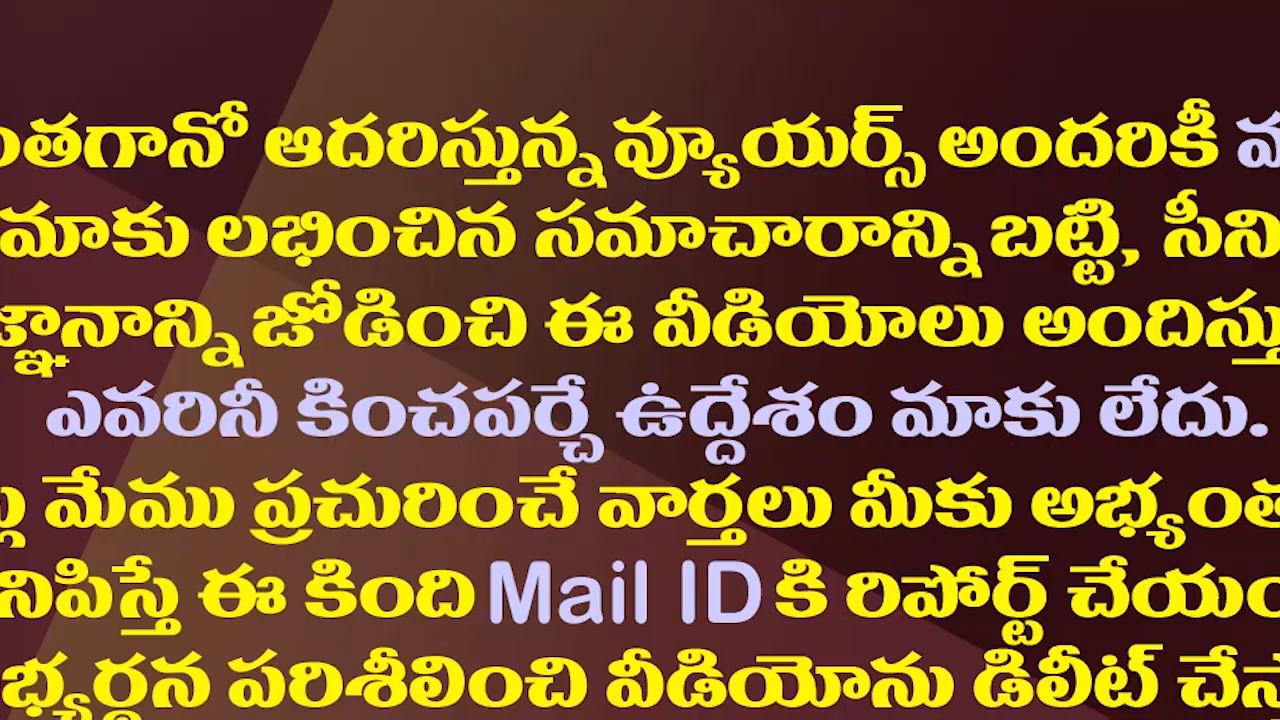 ఆదరిస్తున్న వ్యూయర్స్ అందరికీ
మాకు లభించిన సమాచారాన్ని బట్టి,
జోడించి ఈ వీడియోలు
ఎవరినీ కించపర్చే ఉద్దేశం మాకు లేదు.
మేము ప్రచురించే వార్తలు మీకు
ఈ కింది Mail ID కి రిపోర్ట్
పరిశీలించి వీడియోను డిలీట్